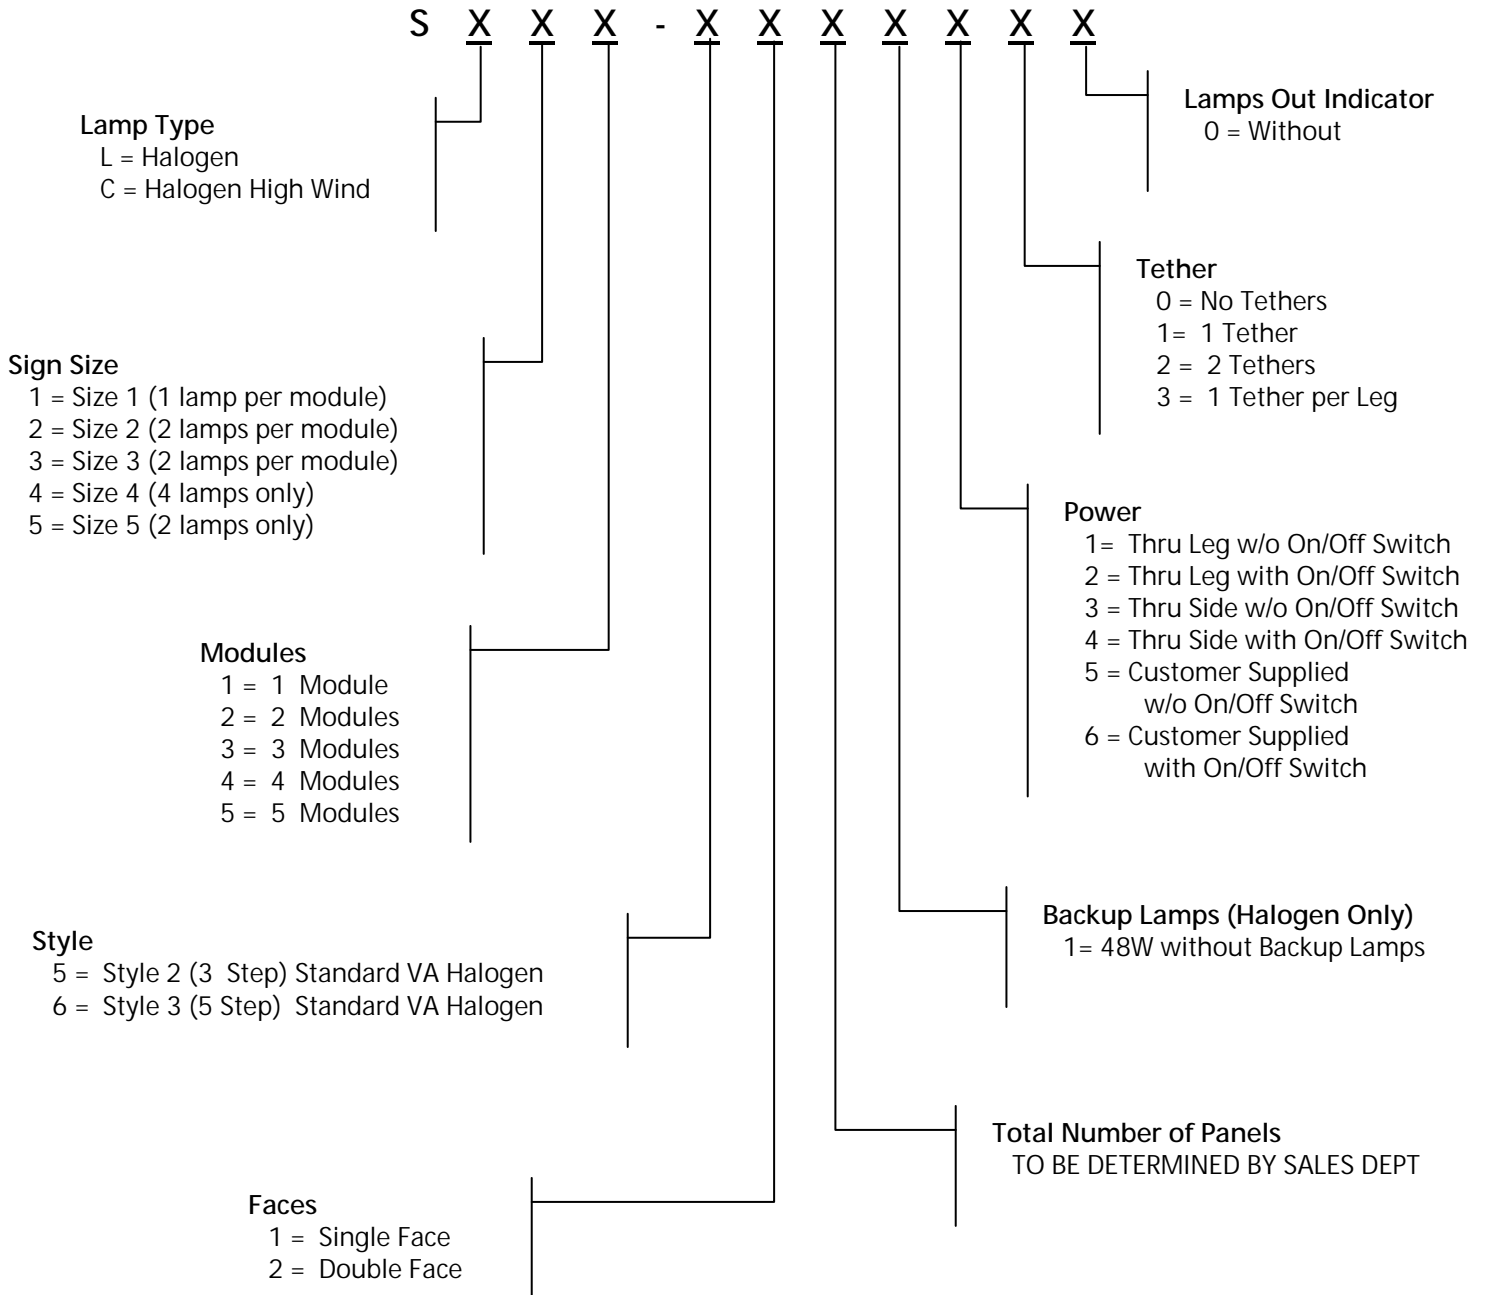 S X X X - X X X X X X X
Lamp Type
L = Halogen
C = Halogen High Wind
Sign Size
1 = Size 1 (1 lamp per module)
2 = Size 2 (2 lamps per module)
3 = Size 3 (2 lamps per module)
4 = Size 4 (4 lamps only)
5 = Size 5 (2 lamps only)
Modules
1 = 1 Module
2 = 2 Modules
3 = 3 Modules
4 = 4 Modules
5 = 5 Modules
Style
5 = Style 2 (3 Step) Standard VA Halogen
6 = Style 3 (5 Step) Standard VA Halogen
Faces
1 = Single Face
2 = Double Face
Lamps Out Indicator
0 = Without
Tether
0 = No Tethers
1= 1 Tether
2 = 2 Tethers
3 = 1 Tether per Leg
Power
1= Thru Leg w/o On/Off Switch
2 = Thru Leg with On/Off Switch
3 = Thru Side w/o On/Off Switch
4 = Thru Side with On/Off Switch
5 = Customer Supplied
w/o On/Off Switch
6 = Customer Supplied
with On/Off Switch
Backup Lamps (Halogen Only)
1= 48W without Backup Lamps
Total Number of Panels
TO BE DETERMINED BY SALES DEPT